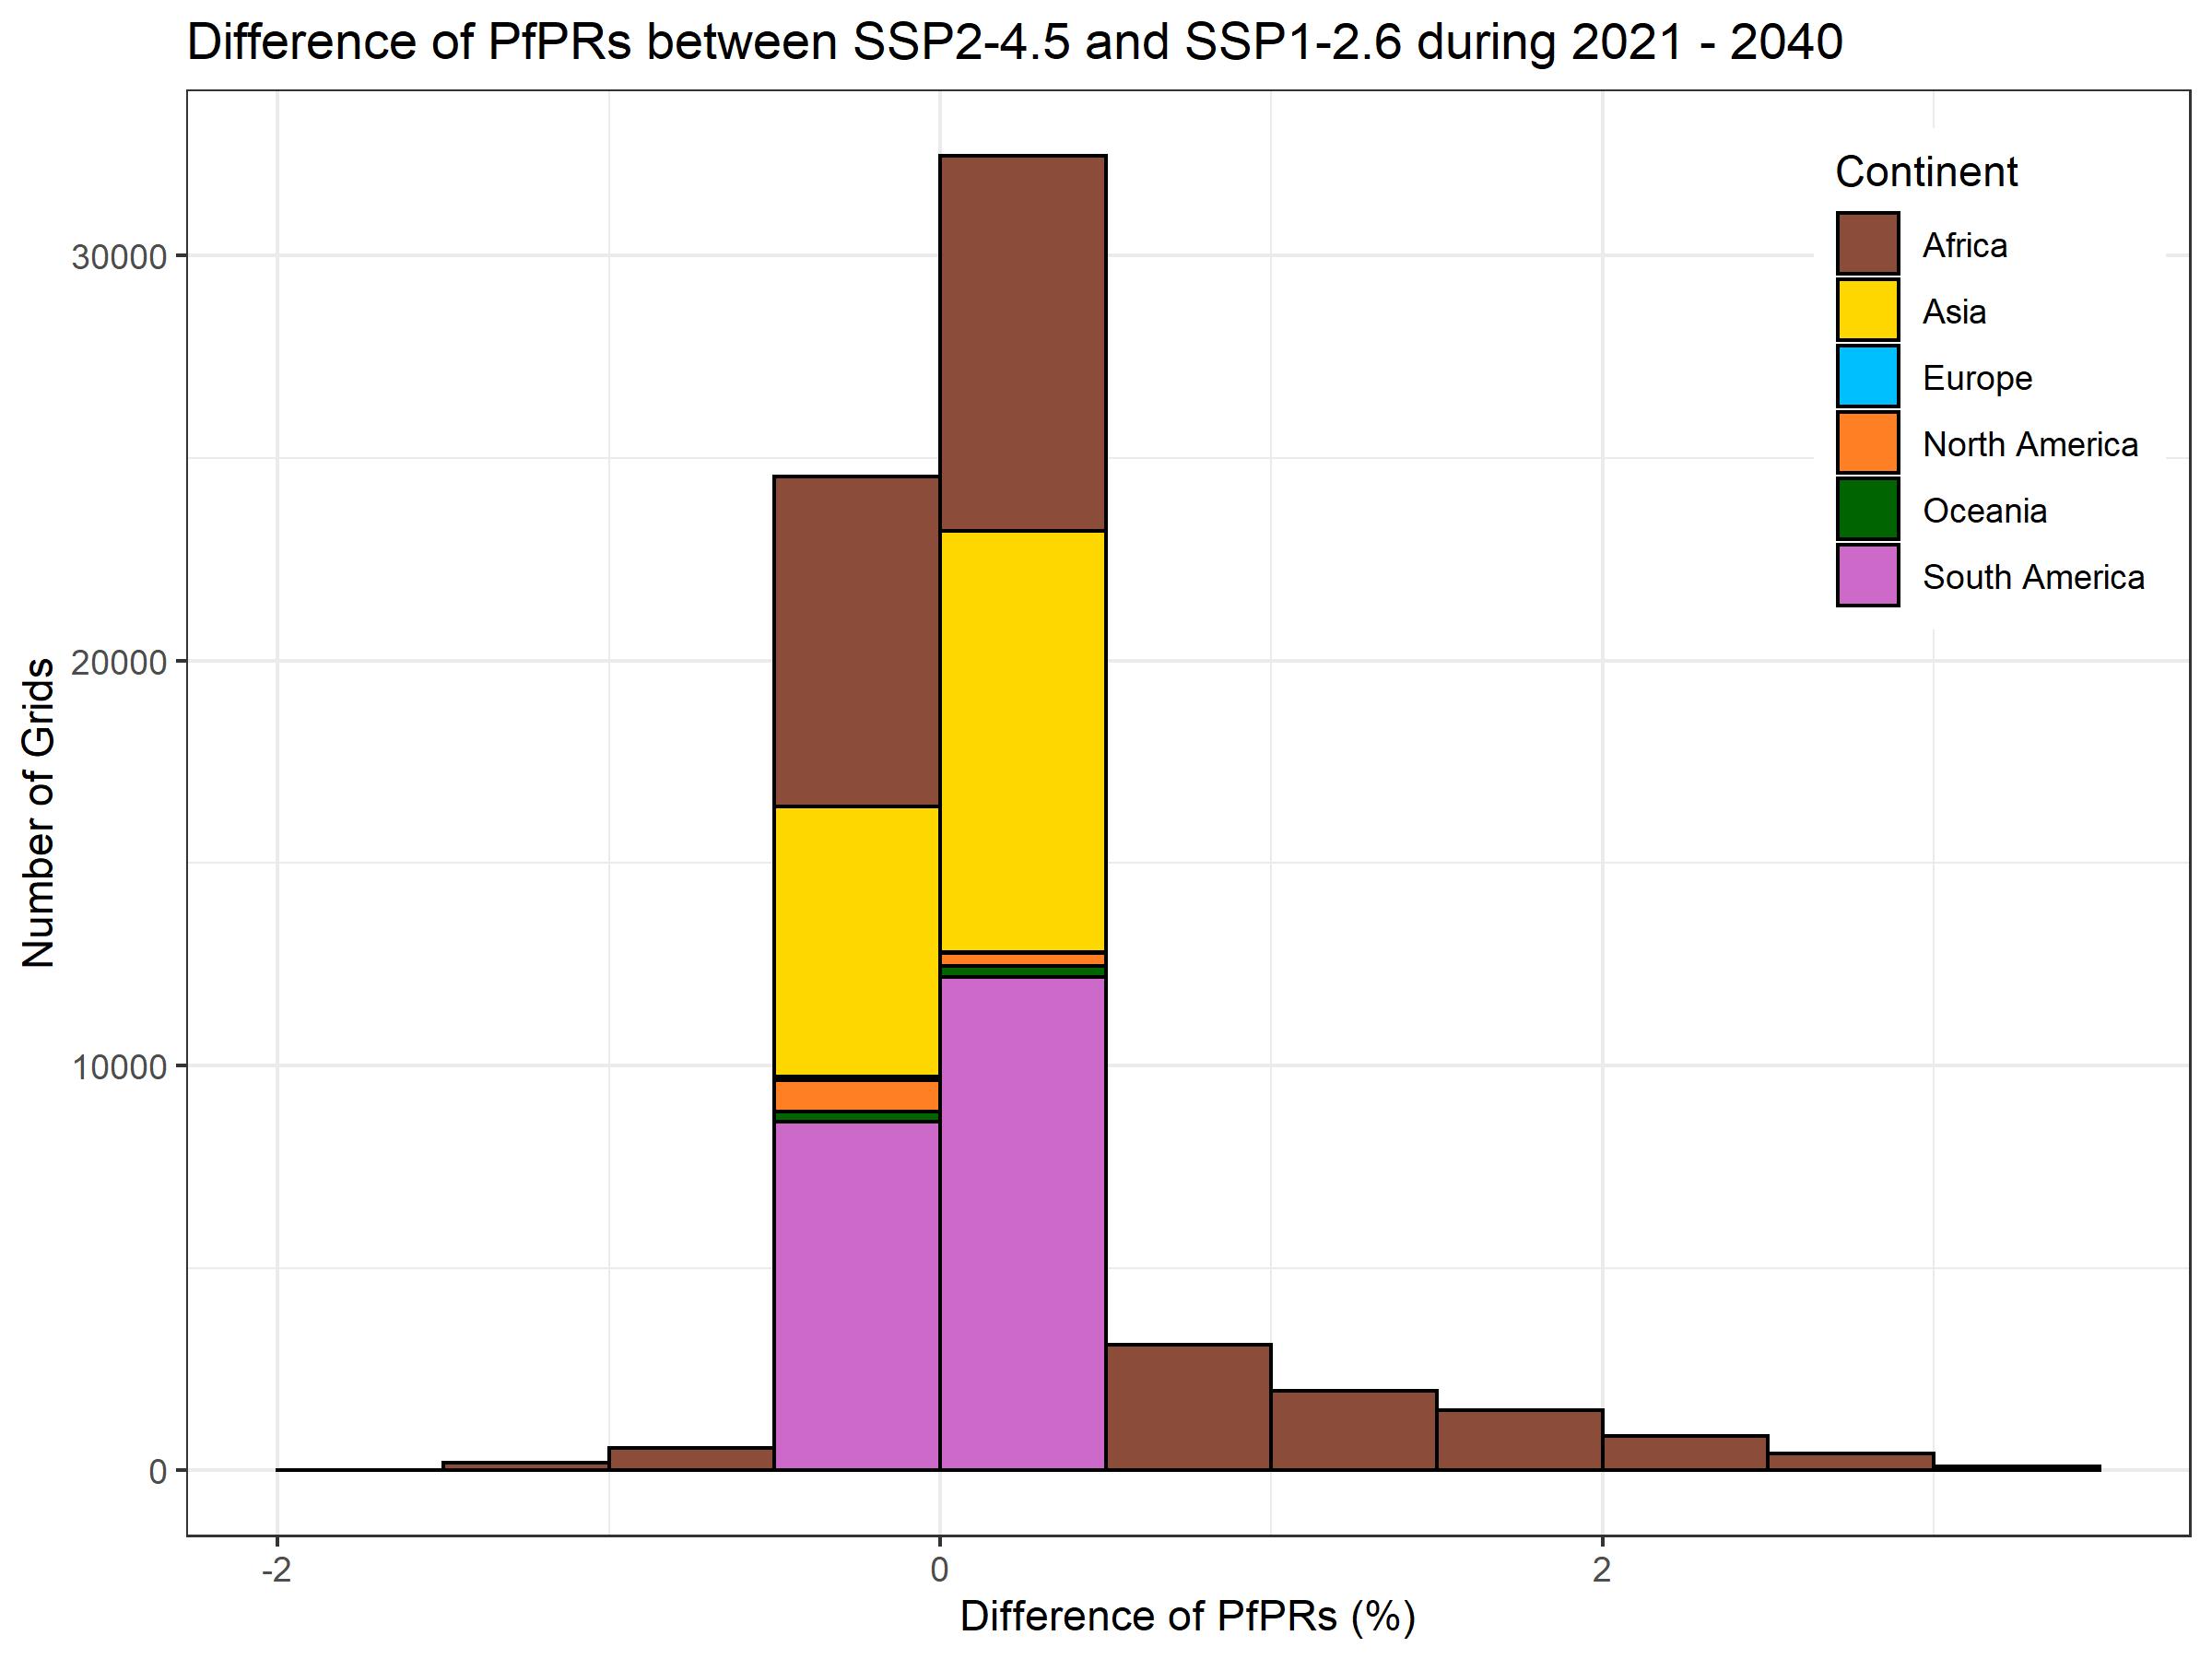 Difference of PfPRs between SSP2-4.5 and SSP1-2.6 during 2021 - 2040
Continent
Africa
Asia
Europe
North America
Oceania
South America
Number of Grids
30000
20000
10000
0
-2
0
2
Difference of PfPRs (%)